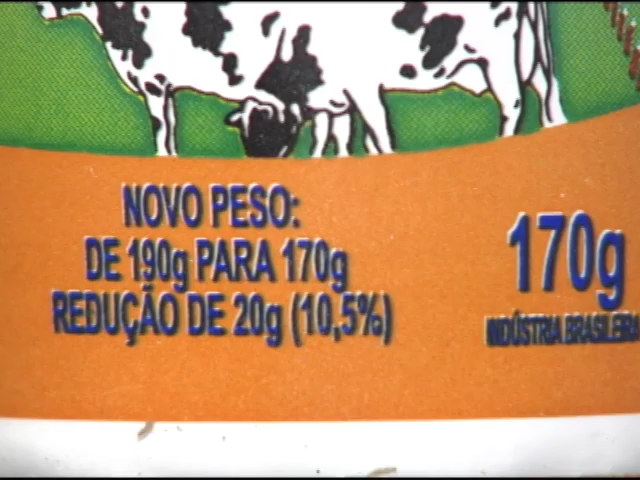 NOVO PESO:
DE 190g PARA 170g
REDUÇÃO DE 20g (10,5%)
170g
INDÚSTRIA BRASILEIRA